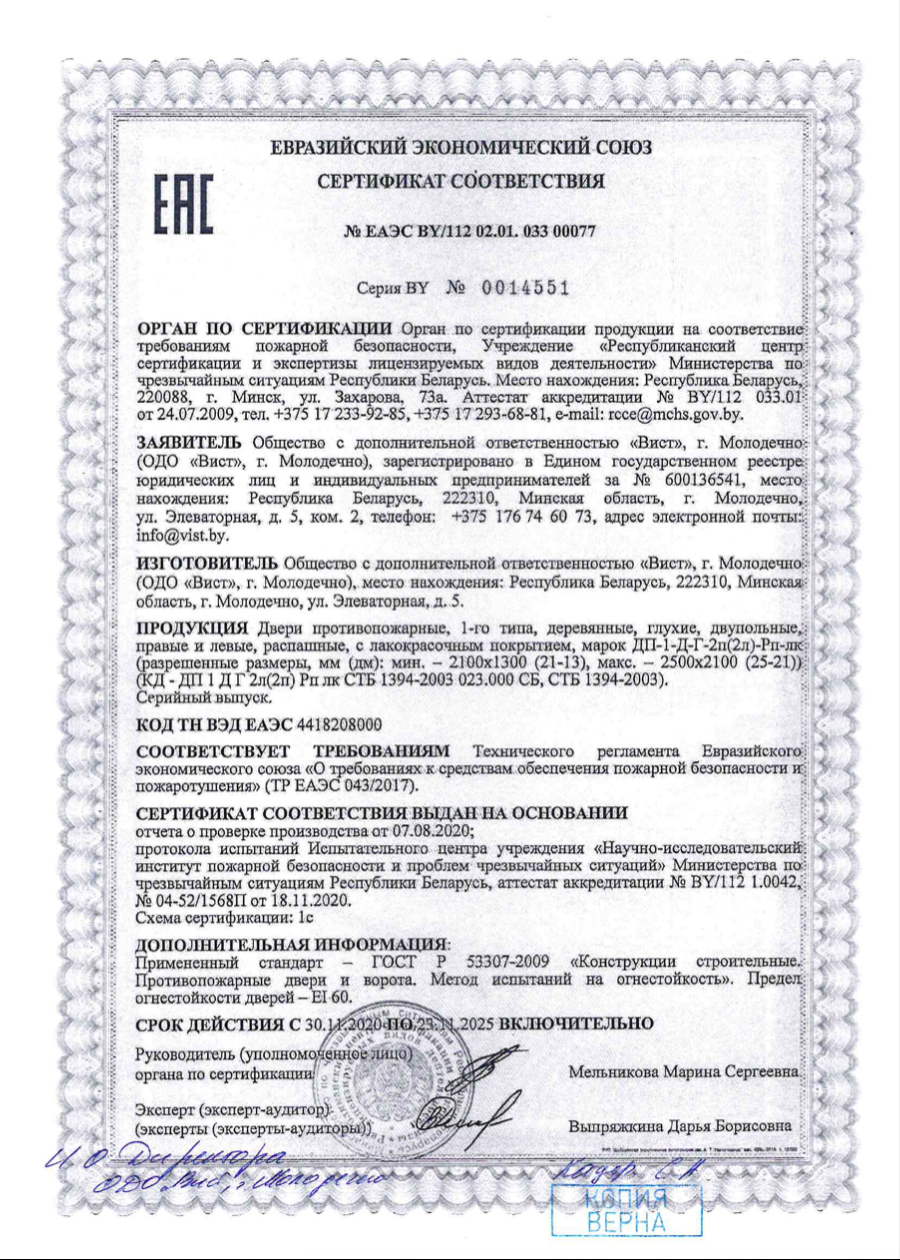 ЕВРАЗИЙСКИЙ ЭКОНОМИЧЕСКИЙ СОЮЗ
EAC
СЕРТИФИКАТ СООТВЕТСТВИЯ
№ ЕАЭС BY/112 02.01. 033 00077
Серия BY № 0014551
ОРГАН ПО СЕРТИФИКАЦИИ Орган по сертификации продукции на соответствие
требованиям пожарной безопасности, Учреждение «Республиканский центр
сертификации и экспертизы лицензируемых видов деятельности» Министерства по
чрезвычайным ситуациям Республики Беларусь. Место нахождения: Республика Беларусь,
220088, г. Минск, ул. Захарова, 73а. Аттестат аккредитации № BY/112 033.01
от 24.07.2009, тел. +375 17 233-92-85, +375 17 293-68-81, e-mail: rcce@mchs.gov.by.
ЗАЯВИТЕЛЬ Общество с дополнительной ответственностью «Вист», г. Молодечно
(ОДО «Вист», г. Молодечно), зарегистрировано в Едином государственном реестре
юридических лиц и индивидуальных предпринимателей за № 600136541, место
нахождения: Республика Беларусь, 222310, Минская область, г. Молодечно,
ул. Элеваторная, д. 5, ком. 2, телефон: +375 176 74 60 73, адрес электронной почты:
info@vist.by.
ИЗГОТОВИТЕЛЬ Общество с дополнительной ответственностью «Вист», г. Молодечно
(ОДО «Вист», г. Молодечно), место нахождения: Республика Беларусь, 222310, Минская
область, г. Молодечно, ул. Элеваторная, д. 5.
ПРОДУКЦИЯ Двери противопожарные, 1-го типа, деревянные, глухие, двупольные,
правые и левые, распашные, с лакокрасочным покрытием, марок ДП-1-Д-Г-2п(2л)-Рп-лк
(разрешенные размеры, мм (дм): мин. – 2100х1300 (21-13), макс. – 2500х2100 (25-21))
(КД - ДП 1 Д Г 2л(2п) Рп лк СТБ 1394-2003 023.000 СБ, СТБ 1394-2003).
Серийный выпуск.
КОД ТН ВЭД ЕАЭС 4418208000
СООТВЕТСТВУЕТ ТРЕБОВАНИЯМ Технического регламента Евразийского
экономического союза «О требованиях к средствам обеспечения пожарной безопасности и
пожаротушения» (ТР ЕАЭС 043/2017).
СЕРТИФИКАТ СООТВЕТСТВИЯ ВЫДАН НА ОСНОВАНИИ
отчета о проверке производства от 07.08.2020;
протокола испытаний Испытательного центра учреждения «Научно-исследовательский
институт пожарной безопасности и проблем чрезвычайных ситуаций» Министерства по
чрезвычайным ситуациям Республики Беларусь, аттестат аккредитации № BY/112 1.0042,
№ 04-52/1568П от 18.11.2020.
Схема сертификации: 1с
ДОПОЛНИТЕЛЬНАЯ ИНФОРМАЦИЯ:
Примененный стандарт – ГОСТ Р 53307-2009 «Конструкции строительные.
Противопожарные двери и ворота. Метод испытаний на огнестойкость». Предел
огнестойкости дверей – EI 60.
СРОК ДЕЙСТВИЯ С 30.11.2020 ПО 23.11.2025 ВКЛЮЧИТЕЛЬНО
Руководитель (уполномоченное лицо)
органа по сертификации
Мельникова Марина Сергеевна
Эксперт (эксперт-аудитор)
(эксперты (эксперты-аудиторы))
Выпряжкина Дарья Борисовна
И. О Директора
ОДО "Вист", г. Молодечно
КОПИЯ
ВЕРНА